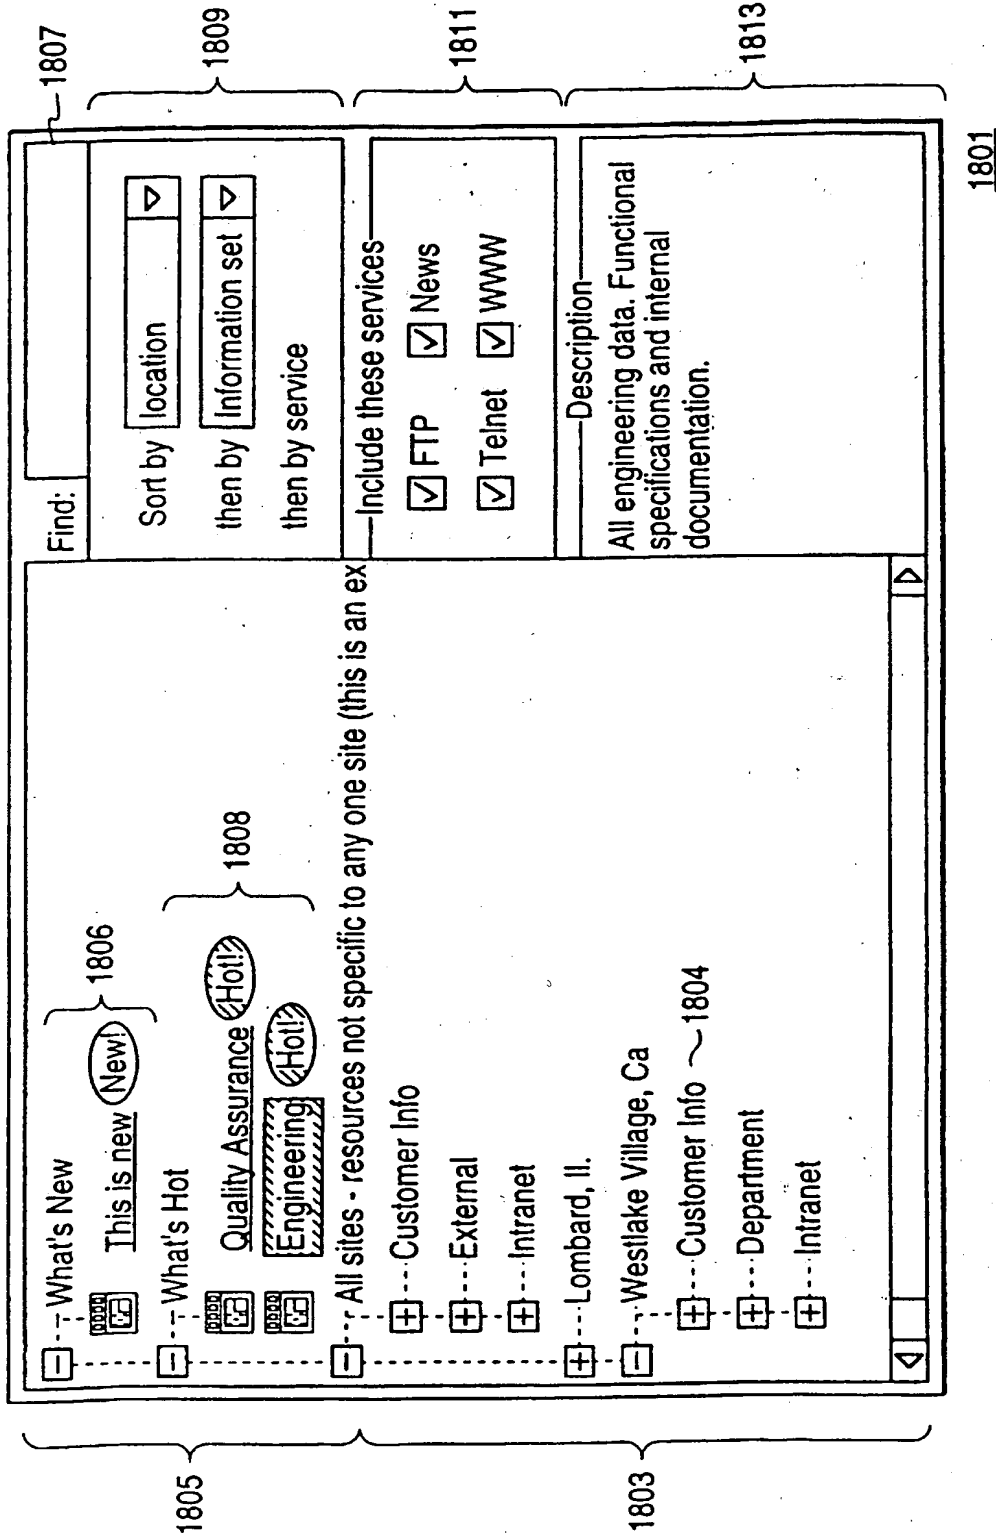 What's New
This is new New!
1806
What's Hot
Quality Assurance Hot!
Engineering Hot!
1808
All sites - resources not specific to any one site (this is an ex
Customer Info
External
Intranet
Lombard, Il.
Westlake Village, Ca
Customer Info 1804
Department
Intranet
1805
1803
Find:
1807
Sort by location
then by Information set
then by service
1809
Include these services
FTP News
Telnet WWW
1811
Description
All engineering data. Functional
specifications and internal
documentation.
1813
1801